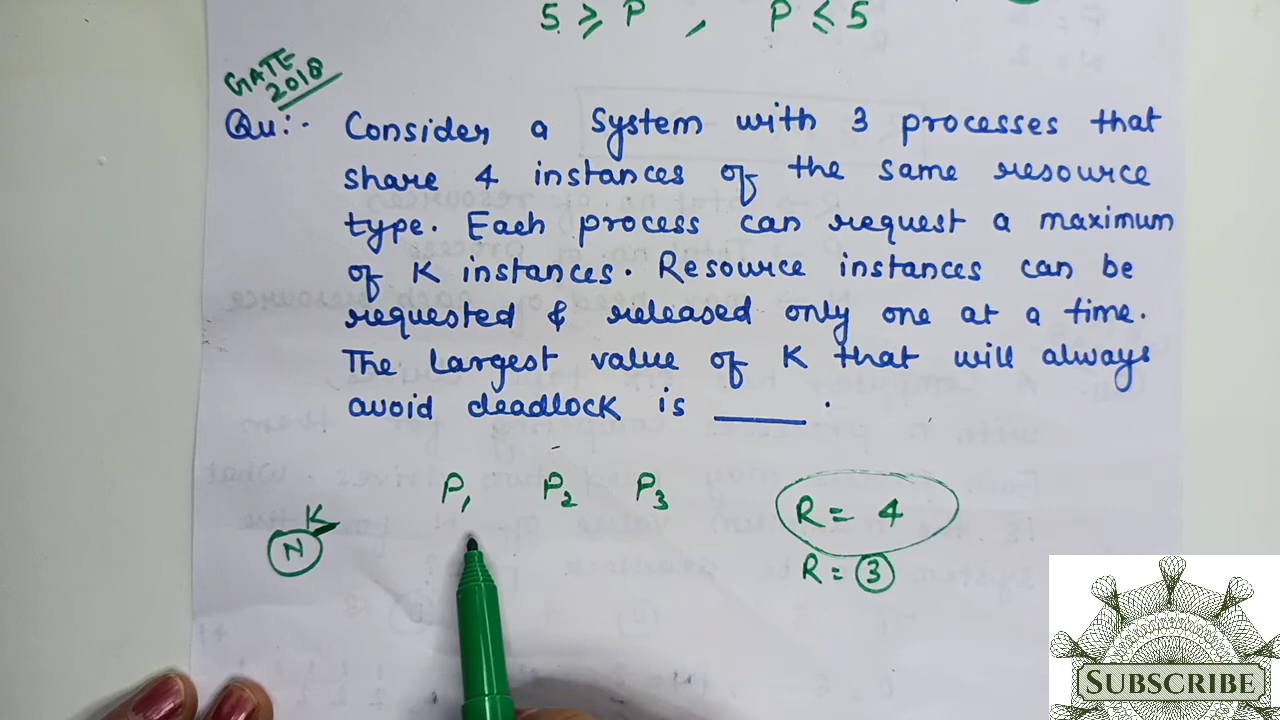 5 ≥ P , P ≤ 5
GATE
2018
Qu:- Consider a system with 3 processes that
share 4 instances of the same resource
type. Each process can request a maximum
of K instances. Resource instances can be
requested & released only one at a time.
The largest value of K that will always
avoid deadlock is ______ .
P1 P2 P3 R = 4
K
N
R = 3
SUBSCRIBE